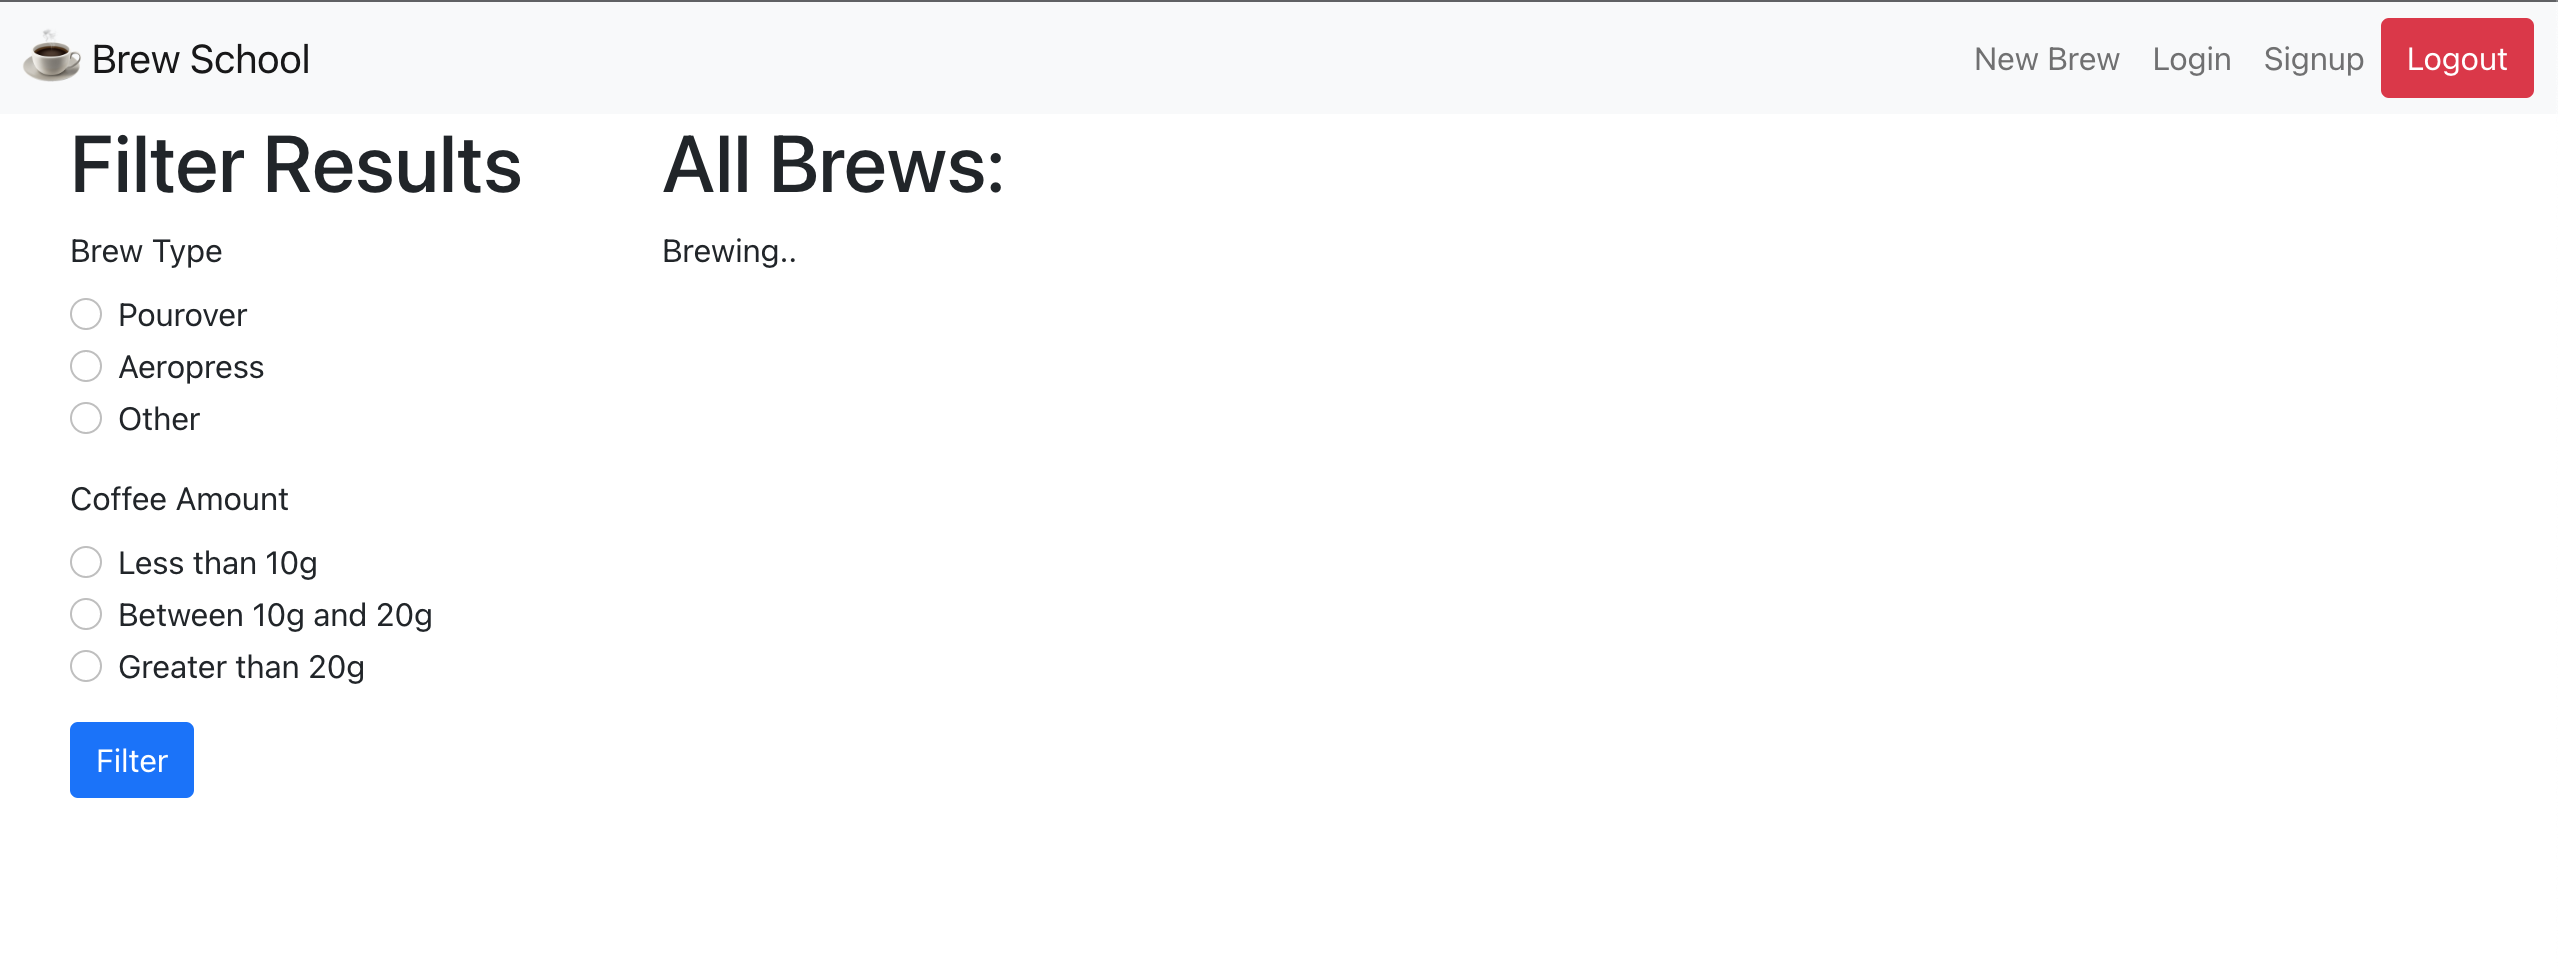 Brew School
New Brew Login Signup Logout
Filter Results
Brew Type
Pourover
Aeropress
Other
Coffee Amount
Less than 10g
Between 10g and 20g
Greater than 20g
Filter
All Brews:
Brewing..